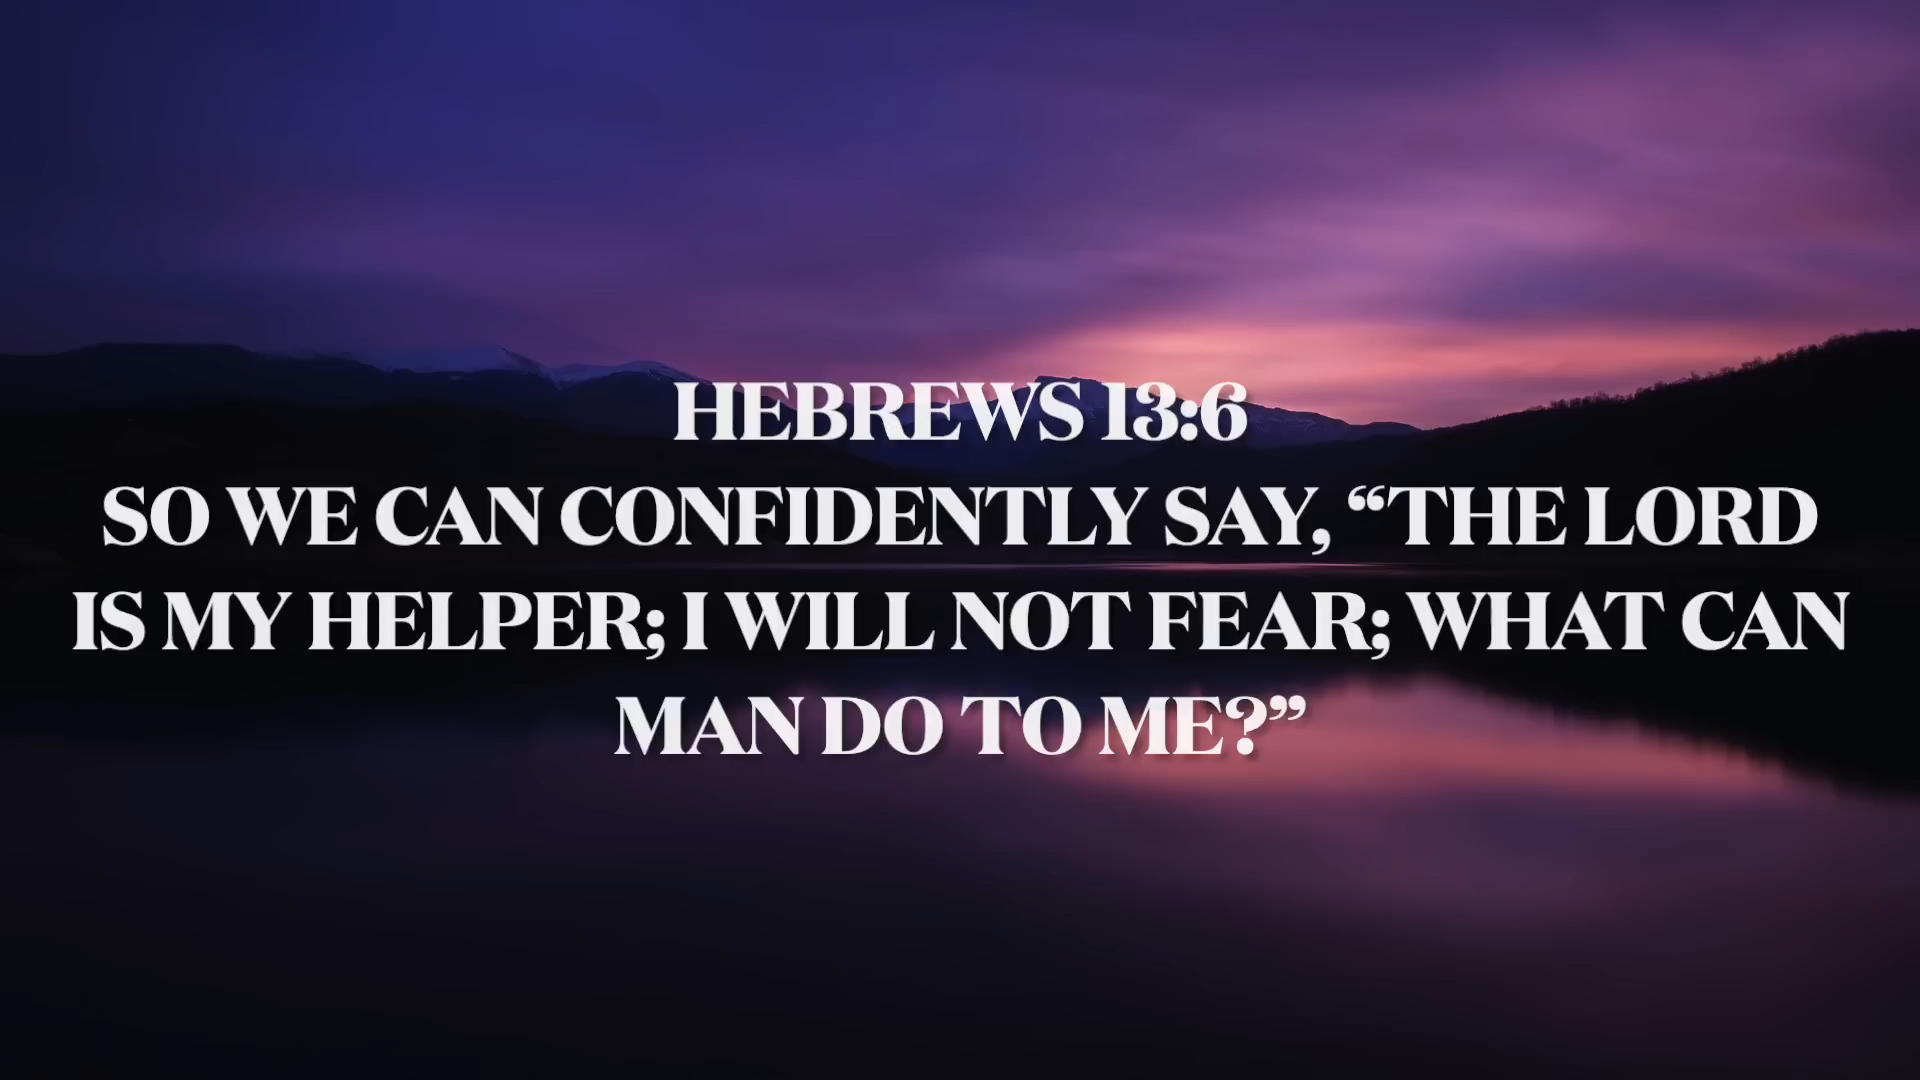 HEBREWS 13:6
SO WE CAN CONFIDENTLY SAY, “THE LORD
IS MY HELPER; I WILL NOT FEAR; WHAT CAN
MAN DO TO ME?”